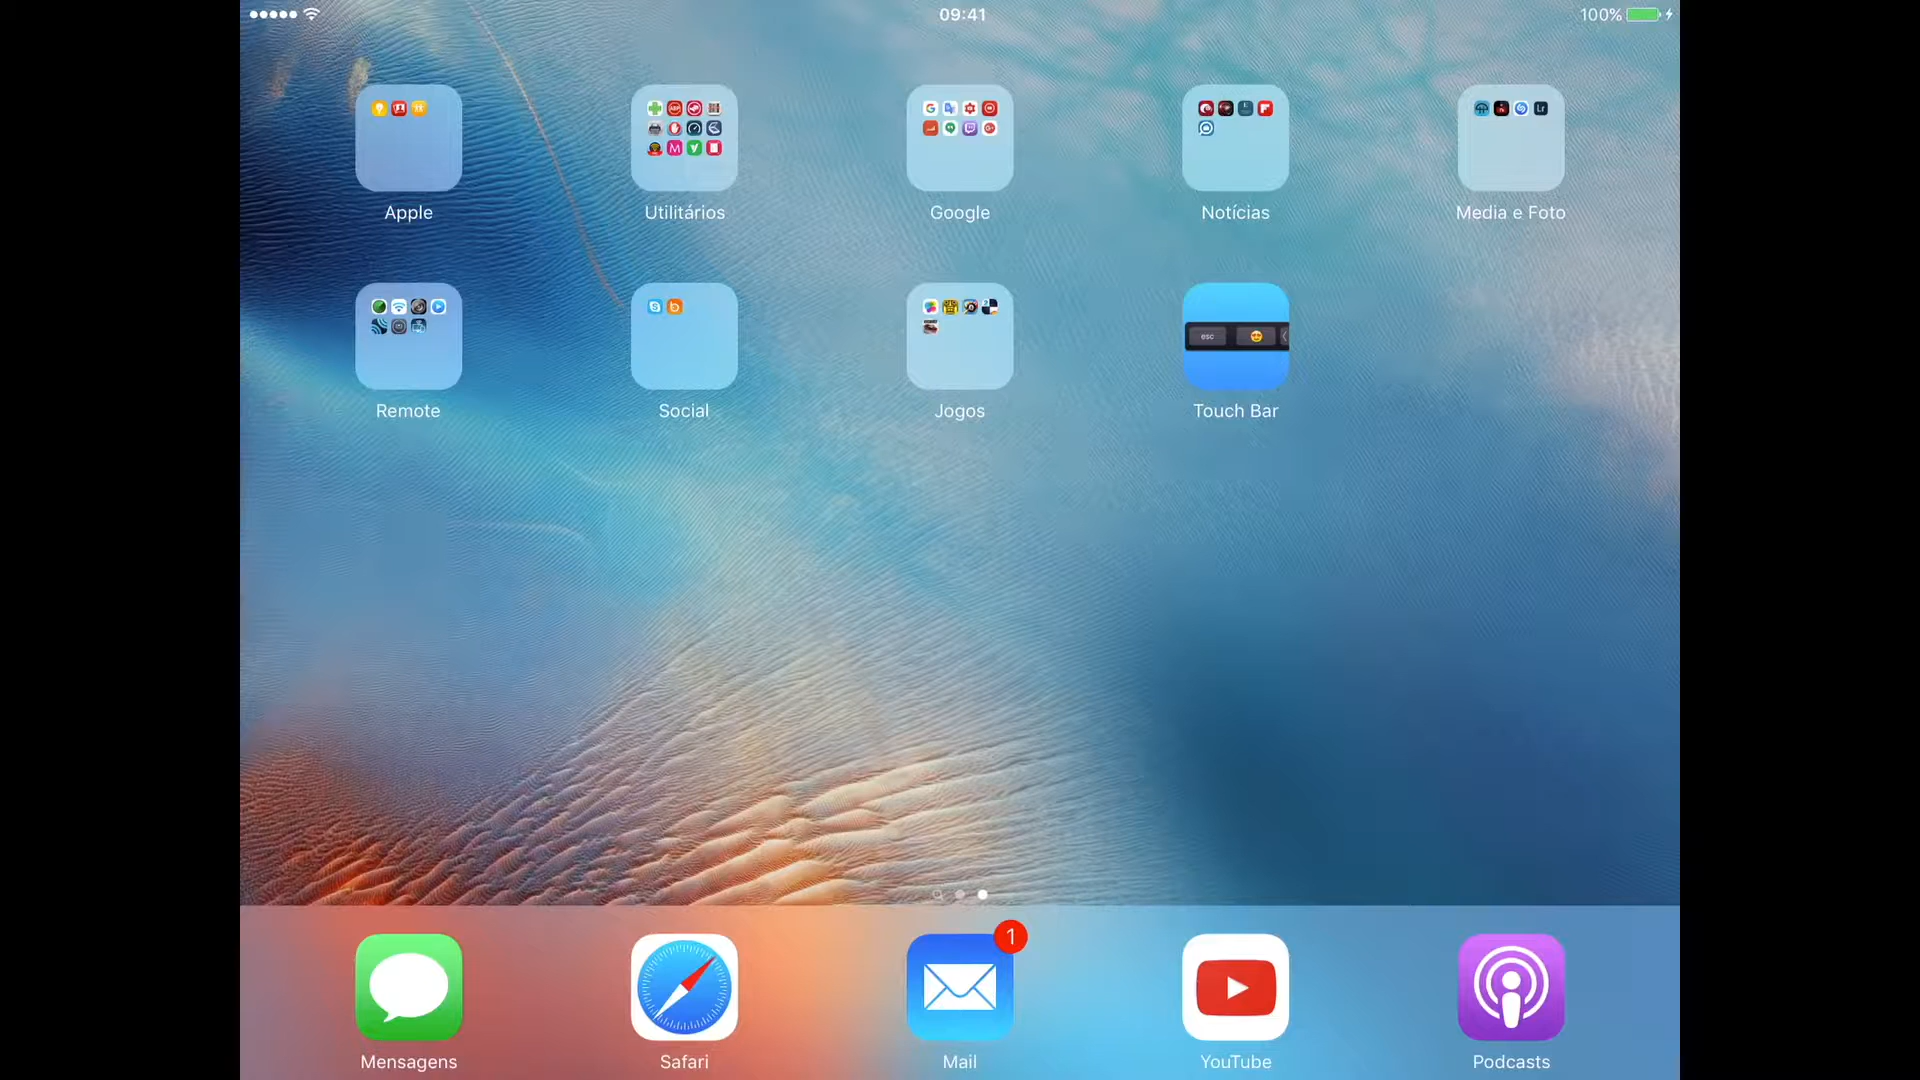 09:41
100%
Apple
Utilitários
Google
Notícias
Media e Foto
Remote
Social
Jogos
esc
Touch Bar
1
Mensagens
Safari
Mail
YouTube
Podcasts